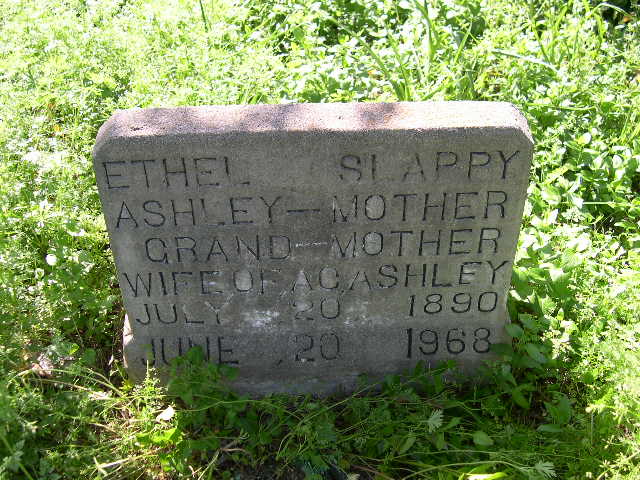 ETHEL SLAPPY
ASHLEY—MOTHER
GRAND—MOTHER
WIFE OF A C ASHLEY
JULY 20 1890
JUNE 20 1968